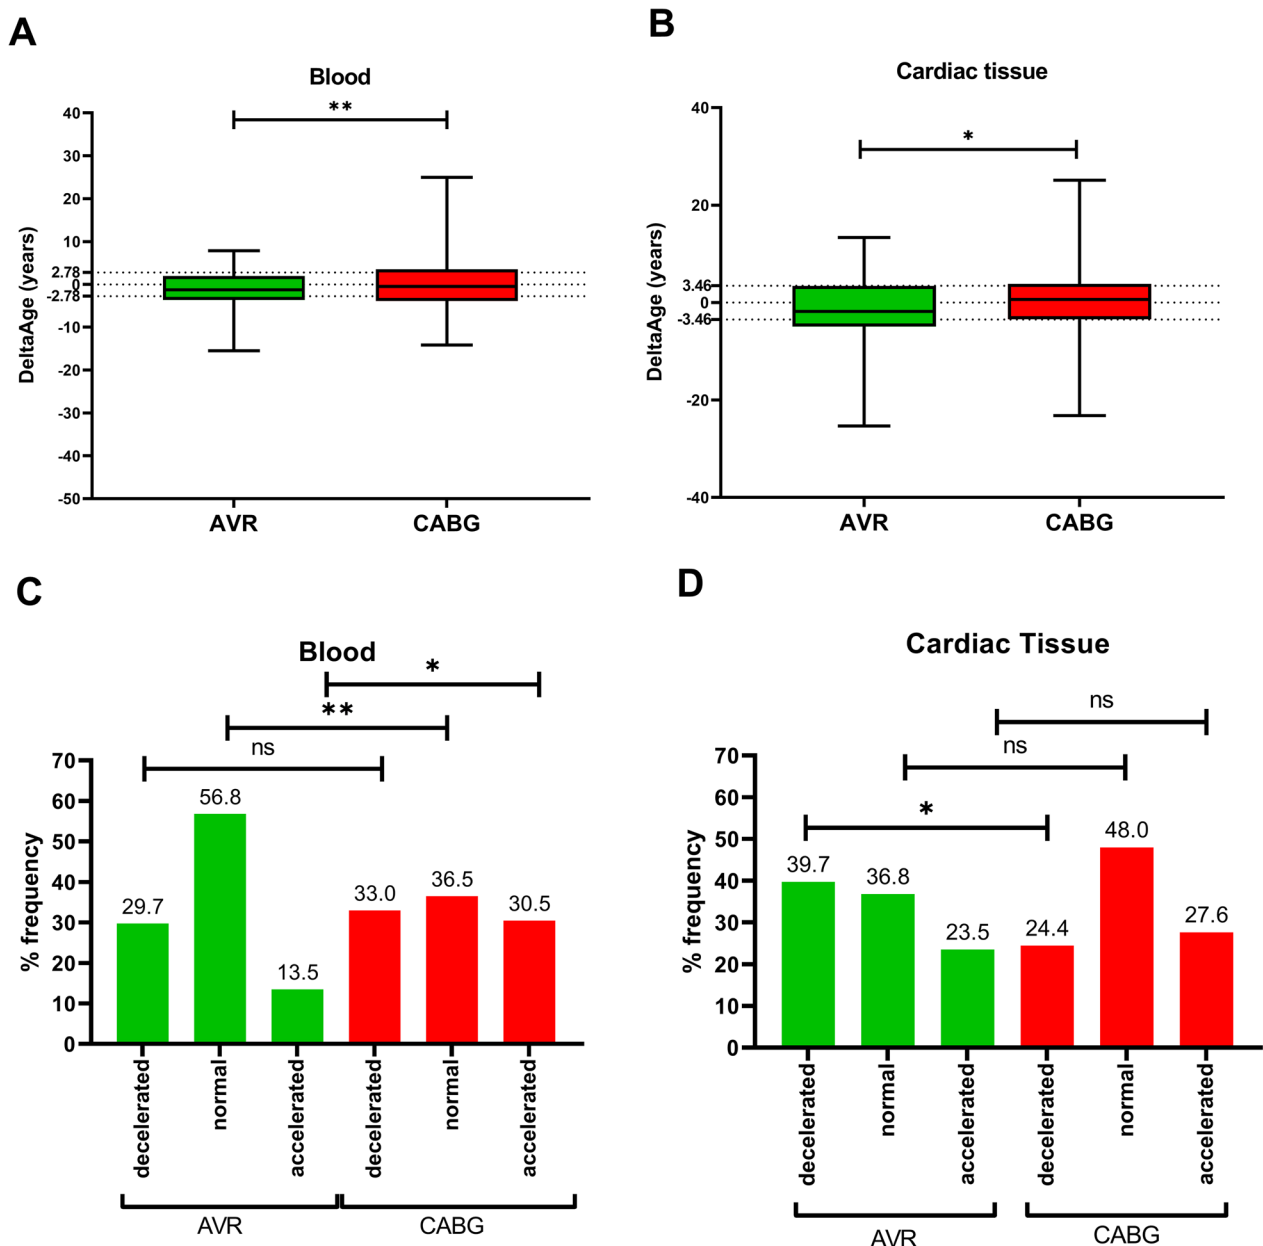 A
Blood
**
DeltaAge (years)
40
30
20
10
2.78
0
-2.78
-10
-20
-30
-40
-50
AVR
CABG
B
Cardiac tissue
*
DeltaAge (years)
40
20
3.46
0
-3.46
-20
-40
AVR
CABG
C
Blood
*
**
ns
% frequency
70
60
50
40
30
20
10
0
29.7
56.8
13.5
33.0
36.5
30.5
decelerated
normal
accelerated
decelerated
normal
accelerated
AVR
CABG
D
Cardiac Tissue
ns
ns
*
% frequency
70
60
50
40
30
20
10
0
39.7
36.8
23.5
24.4
48.0
27.6
decelerated
normal
accelerated
decelerated
normal
accelerated
AVR
CABG